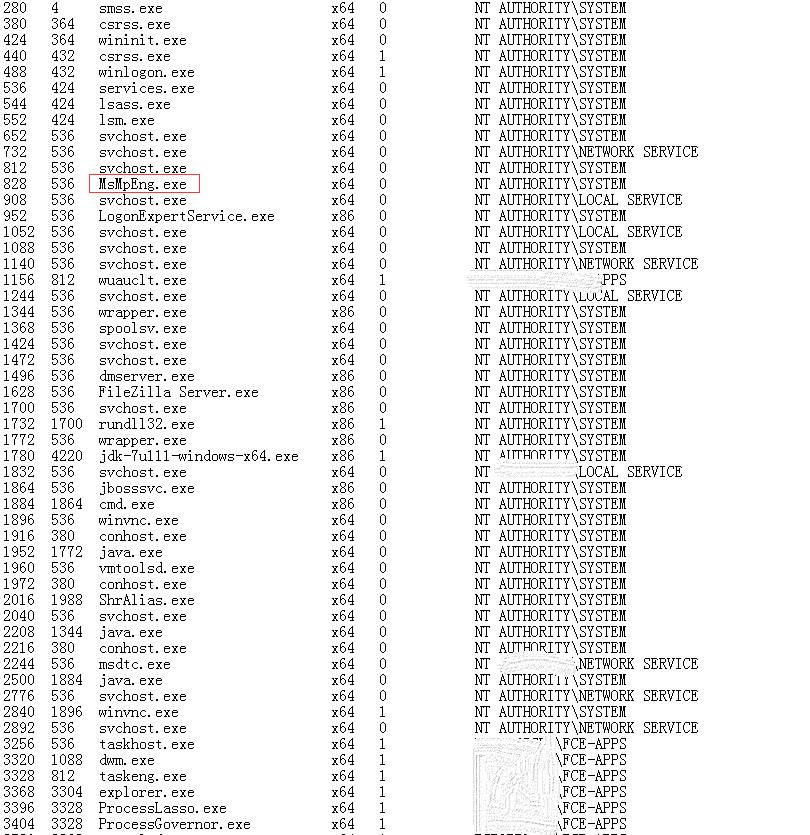 280 4 smss.exe x64 0 NT AUTHORITY\SYSTEM
380 364 csrss.exe x64 0 NT AUTHORITY\SYSTEM
424 364 wininit.exe x64 0 NT AUTHORITY\SYSTEM
440 432 csrss.exe x64 1 NT AUTHORITY\SYSTEM
488 432 winlogon.exe x64 1 NT AUTHORITY\SYSTEM
536 424 services.exe x64 0 NT AUTHORITY\SYSTEM
544 424 lsass.exe x64 0 NT AUTHORITY\SYSTEM
552 424 lsm.exe x64 0 NT AUTHORITY\SYSTEM
652 536 svchost.exe x64 0 NT AUTHORITY\SYSTEM
732 536 svchost.exe x64 0 NT AUTHORITY\NETWORK SERVICE
812 536 svchost.exe x64 0 NT AUTHORITY\SYSTEM
828 536 MsMpEng.exe x64 0 NT AUTHORITY\SYSTEM
908 536 svchost.exe x64 0 NT AUTHORITY\LOCAL SERVICE
952 536 LogonExpertService.exe x86 0 NT AUTHORITY\SYSTEM
1052 536 svchost.exe x64 0 NT AUTHORITY\LOCAL SERVICE
1088 536 svchost.exe x64 0 NT AUTHORITY\SYSTEM
1140 536 svchost.exe x64 0 NT AUTHORITY\NETWORK SERVICE
1156 812 wuauclt.exe x64 1 PPS
1244 536 svchost.exe x64 0 NT AUTHORITY\LOCAL SERVICE
1344 536 wrapper.exe x86 0 NT AUTHORITY\SYSTEM
1368 536 spoolsv.exe x64 0 NT AUTHORITY\SYSTEM
1424 536 svchost.exe x64 0 NT AUTHORITY\SYSTEM
1472 536 svchost.exe x64 0 NT AUTHORITY\SYSTEM
1496 536 dmserver.exe x86 0 NT AUTHORITY\SYSTEM
1628 536 FileZilla Server.exe x86 0 NT AUTHORITY\SYSTEM
1700 536 svchost.exe x86 0 NT AUTHORITY\SYSTEM
1732 1700 rundll32.exe x86 1 NT AUTHORITY\SYSTEM
1772 536 wrapper.exe x86 0 NT AUTHORITY\SYSTEM
1780 4220 jdk-7u111-windows-x64.exe x86 1 NT AUTHORITY\SYSTEM
1832 536 svchost.exe x64 0 NT \LOCAL SERVICE
1864 536 jbosssvc.exe x86 0 NT AUTHORITY\SYSTEM
1884 1864 cmd.exe x86 0 NT AUTHORITY\SYSTEM
1896 536 winvnc.exe x64 0 NT AUTHORITY\SYSTEM
1916 380 conhost.exe x64 0 NT AUTHORITY\SYSTEM
1952 1772 java.exe x64 0 NT AUTHORITY\SYSTEM
1960 536 vmtoolsd.exe x64 0 NT AUTHORITY\SYSTEM
1972 380 conhost.exe x64 0 NT AUTHORITY\SYSTEM
2016 1988 ShrAlias.exe x64 0 NT AUTHORITY\SYSTEM
2040 536 svchost.exe x64 0 NT AUTHORITY\SYSTEM
2208 1344 java.exe x64 0 NT AUTHORITY\SYSTEM
2216 380 conhost.exe x64 0 NT AUTHORITY\SYSTEM
2244 536 msdtc.exe x64 0 NT \NETWORK SERVICE
2500 1884 java.exe x64 0 NT AUTHORITY\SYSTEM
2776 536 svchost.exe x64 0 NT AUTHORITY\NETWORK SERVICE
2840 1896 winvnc.exe x64 1 NT AUTHORITY\SYSTEM
2892 536 svchost.exe x64 0 NT AUTHORITY\NETWORK SERVICE
3256 536 taskhost.exe x64 1 \FCE-APPS
3320 1088 dwm.exe x64 1 \FCE-APPS
3328 812 taskeng.exe x64 1 \FCE-APPS
3368 3304 explorer.exe x64 1 \FCE-APPS
3396 3328 ProcessLasso.exe x64 1 \FCE-APPS
3404 3328 ProcessGovernor.exe x64 1 \FCE-APPS